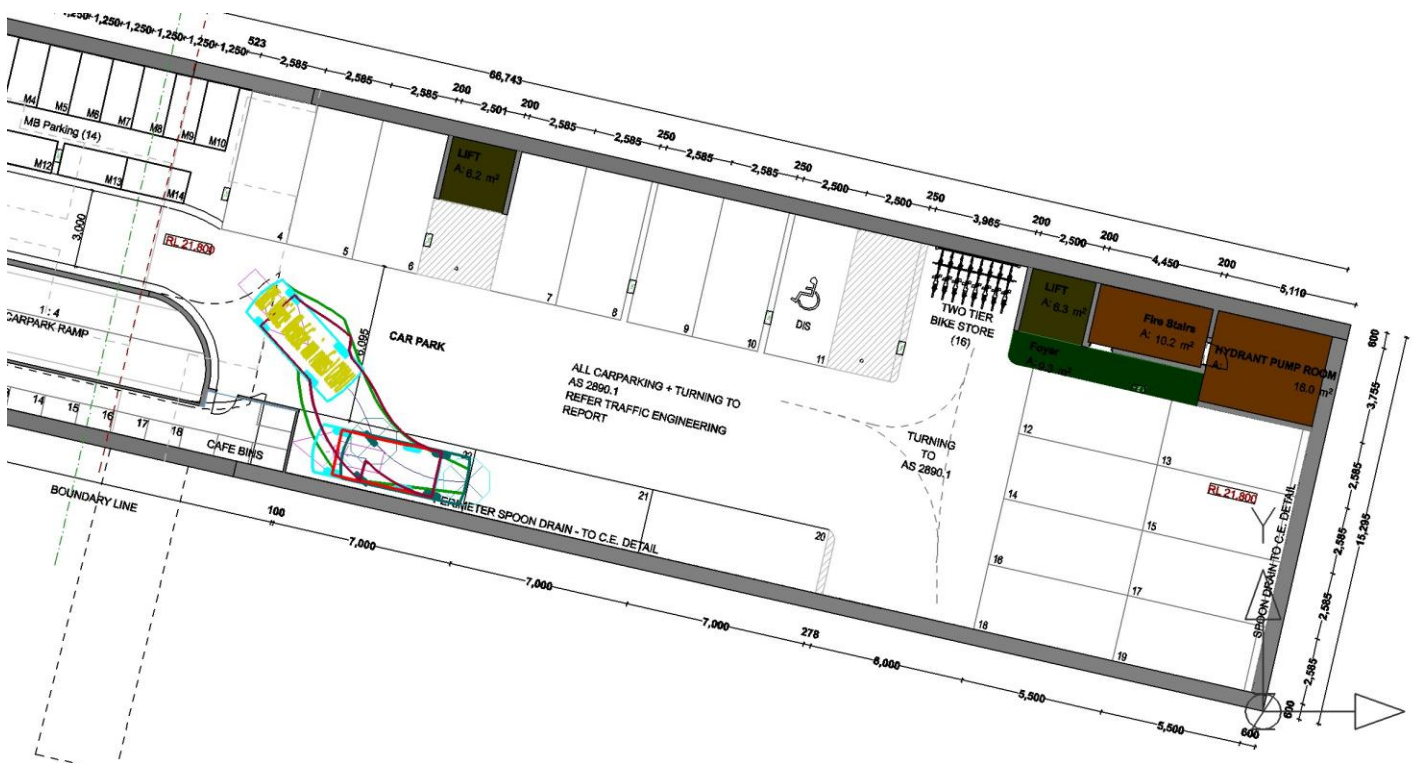 1,250
1,250
1,250
1,250
1,250
1,250
523
2,585
2,585
2,585
200
2,501
200
2,585
2,585
250
2,585
2,585
2,585
250
2,500
2,500
250
3,965
200
2,500
200
4,450
200
5,110
66,743
M4
M5
M6
M7
M8
M9
M10
MB Parking (14)
M12
M13
M14
3,000
RL 21.800
4
5
6
LIFT
A: 6.2 m²
7
8
9
10
DIS
11
TWO TIER
BIKE STORE
(16)
LIFT
A: 6.3 m²
Fire Stairs
A: 10.2 m²
HYDRANT PUMP ROOM
A:
16.0 m²
Foyer
600
3,755
2,585
2,585
2,585
2,585
600
15,295
1 : 4
CARPARK RAMP
CAR PARK
6,095
ALL CARPARKING + TURNING TO
AS 2890.1
REFER TRAFFIC ENGINEERING
REPORT
TURNING
TO
AS 2890.1
12
13
14
15
16
17
18
19
RL 21.800
SPOON DRAIN TO C.E. DETAIL
14
15
16
17
18
CAFE BINS
22
21
20
PERIMETER SPOON DRAIN - TO C.E. DETAIL
BOUNDARY LINE
100
7,000
7,000
7,000
278
6,000
5,500
5,500
600